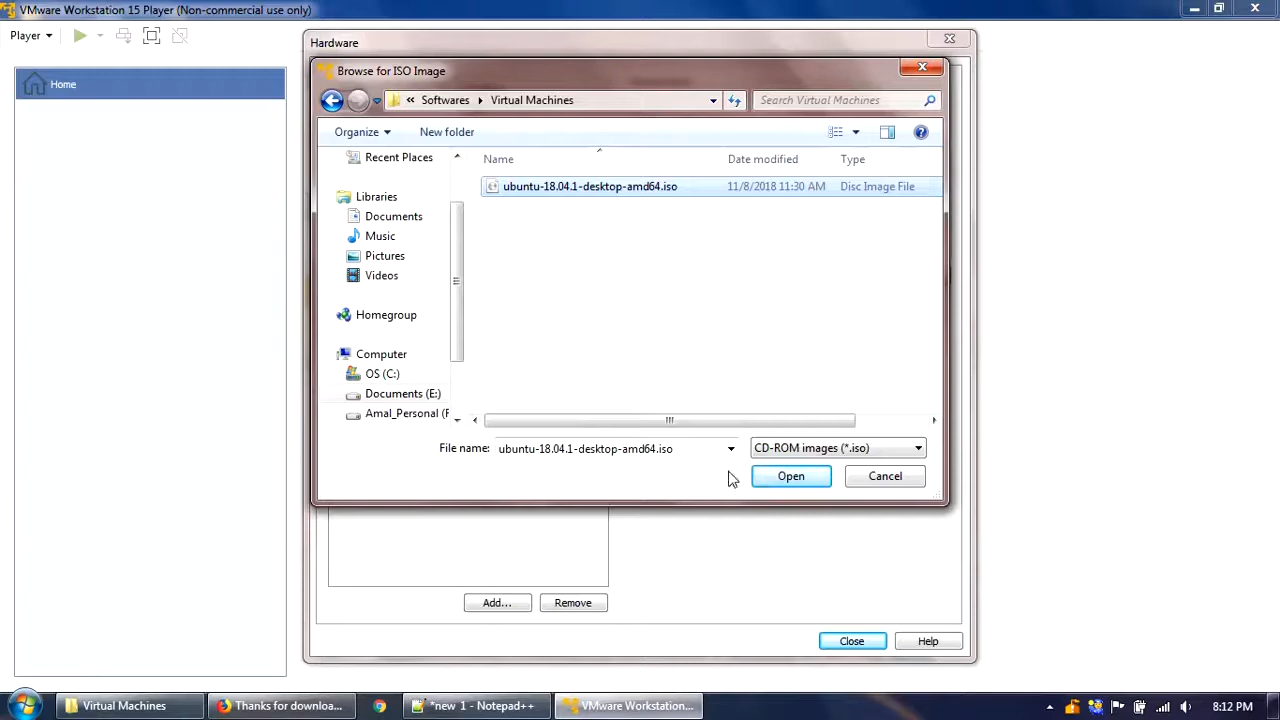 VMware Workstation 15 Player (Non-commercial use only)
Player
Hardware
Home
Browse for ISO Image
« Softwares Virtual Machines
Search Virtual Machines
Organize
New folder
Recent Places
Libraries
Documents
Music
Pictures
Videos
Homegroup
Computer
OS (C:)
Documents (E:)
Amal_Personal (F
Name Date modified Type
ubuntu-18.04.1-desktop-amd64.iso 11/8/2018 11:30 AM Disc Image File
File name: ubuntu-18.04.1-desktop-amd64.iso CD-ROM images (*.iso)
Open Cancel
Add... Remove
Close Help
Virtual Machines Thanks for downloa... *new 1 - Notepad++ VMware Workstation... 8:12 PM